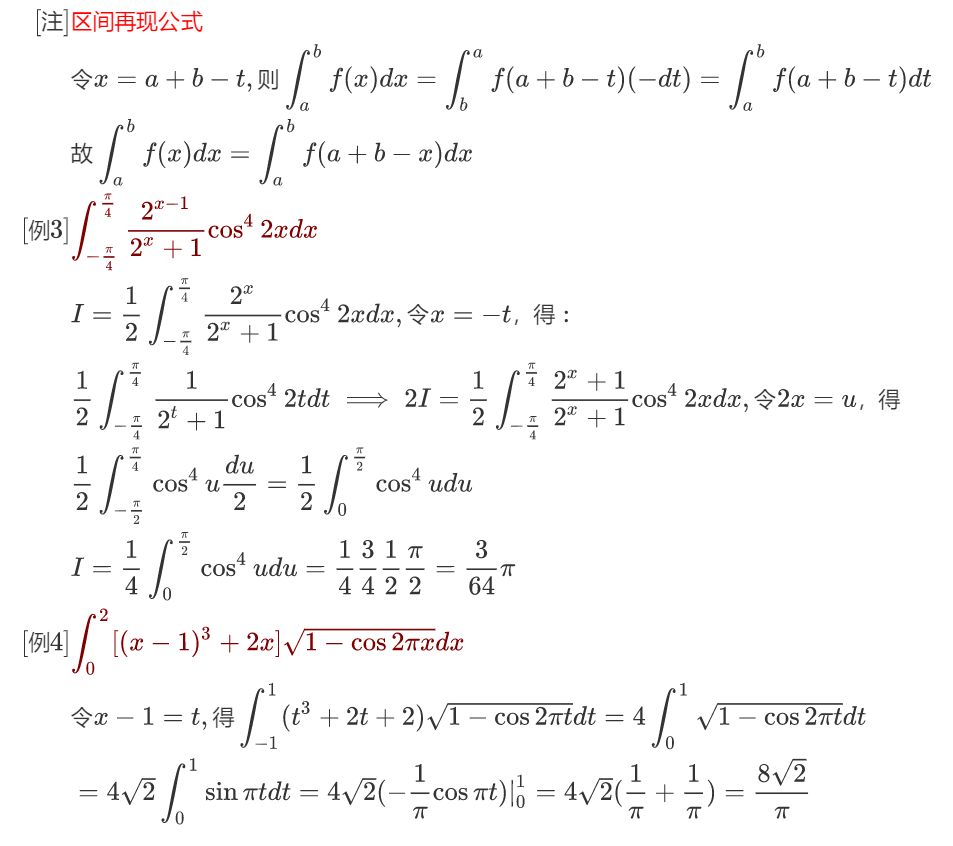 [注]区间再现公式
令$x = a + b - t$,则$\int_a^b f(x)dx = \int_b^a f(a + b - t)(-dt) = \int_a^b f(a + b - t)dt$
故$\int_a^b f(x)dx = \int_a^b f(a + b - x)dx$
[例3]$\int_{-\frac{\pi}{4}}^{\frac{\pi}{4}} \frac{2^{x-1}}{2^x + 1} \cos^4 2xdx$
$I = \frac{1}{2} \int_{-\frac{\pi}{4}}^{\frac{\pi}{4}} \frac{2^x}{2^x + 1} \cos^4 2xdx$,令$x = -t$,得:
$\frac{1}{2} \int_{-\frac{\pi}{4}}^{\frac{\pi}{4}} \frac{1}{2^t + 1} \cos^4 2tdt \implies 2I = \frac{1}{2} \int_{-\frac{\pi}{4}}^{\frac{\pi}{4}} \frac{2^x + 1}{2^x + 1} \cos^4 2xdx$,令$2x = u$,得
$\frac{1}{2} \int_{-\frac{\pi}{2}}^{\frac{\pi}{4}} \cos^4 u \frac{du}{2} = \frac{1}{2} \int_0^{\frac{\pi}{2}} \cos^4 udu$
$I = \frac{1}{4} \int_0^{\frac{\pi}{2}} \cos^4 udu = \frac{1}{4} \frac{3}{4} \frac{1}{2} \frac{\pi}{2} = \frac{3}{64} \pi$
[例4]$\int_0^2 [(x - 1)^3 + 2x] \sqrt{1 - \cos 2\pi x}dx$
令$x - 1 = t$,得$\int_{-1}^1 (t^3 + 2t + 2) \sqrt{1 - \cos 2\pi t}dt = 4 \int_0^1 \sqrt{1 - \cos 2\pi t}dt$
$= 4\sqrt{2} \int_0^1 \sin \pi tdt = 4\sqrt{2}(-\frac{1}{\pi} \cos \pi t)|_0^1 = 4\sqrt{2}(\frac{1}{\pi} + \frac{1}{\pi}) = \frac{8\sqrt{2}}{\pi}$